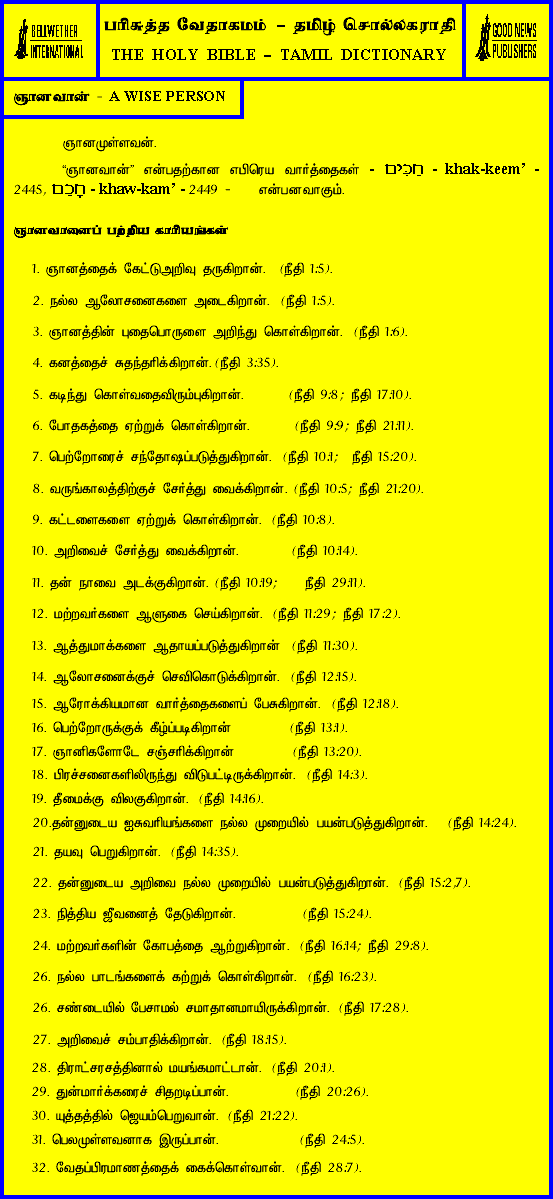 BELLWETHER INTERNATIONAL
பரிசுத்த வேதாகமம் – தமிழ் சொல்லகராதி
THE HOLY BIBLE – TAMIL DICTIONARY
GOOD NEWS PUBLISHERS
ஞானவான் - A WISE PERSON
ஞானமுள்ளவன்.
“ஞானவான்” என்பதற்கான எபிரெய வார்த்தைகள் - חַכִּים - khak-keem’ -
2445, חָכַם - khaw-kam’ - 2449 - என்பனவாகும்.
ஞானவானைப் பற்றிய காரியங்கள்
1. ஞானத்தைக் கேட்டுஅறிவு தருகிறான். (நீதி 1:5).
2. நல்ல ஆலோசனைகளை அடைகிறான். (நீதி 1:5).
3. ஞானத்தின் புதைபொருளை அறிந்து கொள்கிறான். (நீதி 1:6).
4. கனத்தைச் சுதந்தரிக்கிறான். (நீதி 3:35).
5. கடிந்து கொள்வதைவிரும்புகிறான். (நீதி 9:8; நீதி 17:10).
6. போதகத்தை ஏற்றுக் கொள்கிறான். (நீதி 9:9; நீதி 21:11).
7. பெற்றோரைச் சந்தோஷப்படுத்துகிறான். (நீதி 10:1; நீதி 15:20).
8. வருங்காலத்திற்குச் சேர்த்து வைக்கிறான். (நீதி 10:5; நீதி 21:20).
9. கட்டளைகளை ஏற்றுக் கொள்கிறான். (நீதி 10:8).
10. அறிவைச் சேர்த்து வைக்கிறான். (நீதி 10:14).
11. தன் நாவை அடக்குகிறான். (நீதி 10:19; நீதி 29:11).
12. மற்றவர்களை ஆளுகை செய்கிறான். (நீதி 11:29; நீதி 17:2).
13. ஆத்துமாக்களை ஆதாயப்படுத்துகிறான் (நீதி 11:30).
14. ஆலோசனைக்குச் செவிகொடுக்கிறான். (நீதி 12:15).
15. ஆரோக்கியமான வார்த்தைகளைப் பேசுகிறான். (நீதி 12:18).
16. பெற்றோருக்குக் கீழ்ப்படிகிறான் (நீதி 13:1).
17. ஞானிகளோடே சஞ்சரிக்கிறான் (நீதி 13:20).
18. பிரச்சனைகளிலிருந்து விடுபட்டிருக்கிறான். (நீதி 14:3).
19. தீமைக்கு விலகுகிறான். (நீதி 14:16).
20.தன்னுடைய ஐசுவரியங்களை நல்ல முறையில் பயன்படுத்துகிறான். (நீதி 14:24).
21. தயவு பெறுகிறான். (நீதி 14:35).
22. தன்னுடைய அறிவை நல்ல முறையில் பயன்படுத்துகிறான். (நீதி 15:2,7).
23. நித்திய ஜீவனைத் தேடுகிறான். (நீதி 15:24).
24. மற்றவர்களின் கோபத்தை ஆற்றுகிறான். (நீதி 16:14; நீதி 29:8).
26. நல்ல பாடங்களைக் கற்றுக் கொள்கிறான். (நீதி 16:23).
26. சண்டையில் பேசாமல் சமாதானமாயிருக்கிறான். (நீதி 17:28).
27. அறிவைச் சம்பாதிக்கிறான். (நீதி 18:15).
28. திராட்சரசத்தினால் மயங்கமாட்டான். (நீதி 20:1).
29. துன்மார்க்கரைச் சிதறடிப்பான். (நீதி 20:26).
30. யுத்தத்தில் ஜெயம்பெறுவான். (நீதி 21:22).
31. பெலமுள்ளவனாக இருப்பான். (நீதி 24:5).
32. வேதப்பிரமாணத்தைக் கைக்கொள்வான். (நீதி 28:7).